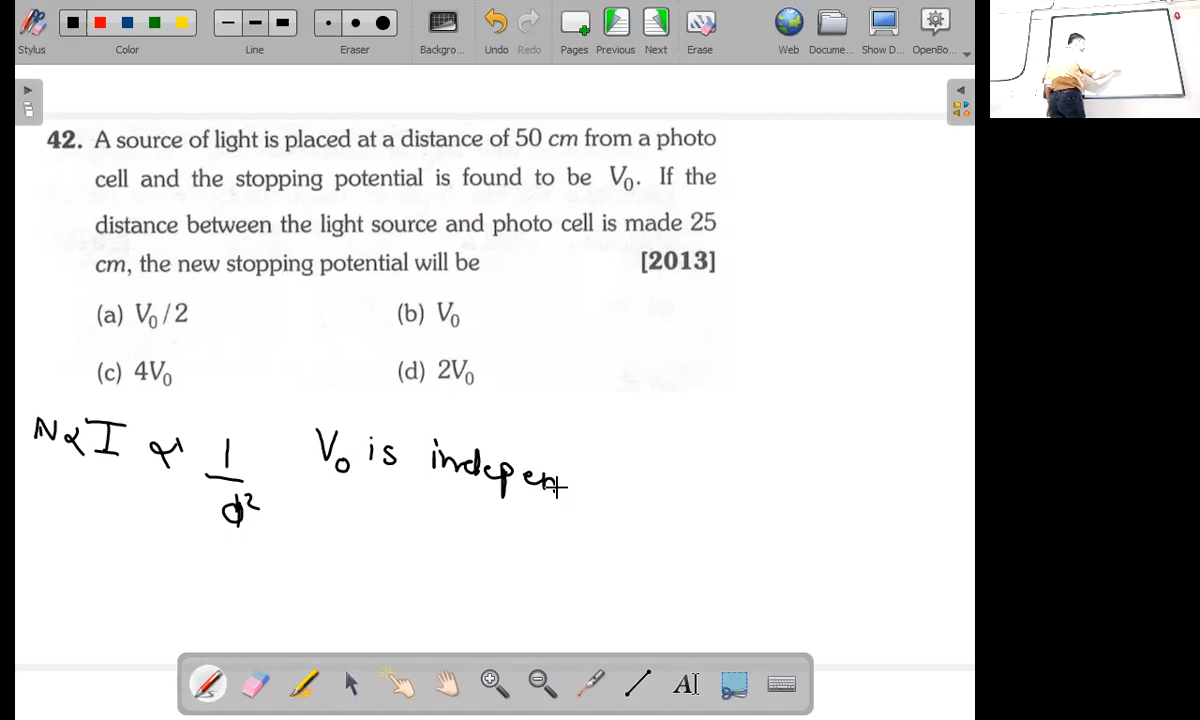 Stylus
Color
Line
Eraser
Backgro...
Undo
Redo
Pages
Previous
Next
Erase
Web
Docume...
Show D...
OpenBo...
42. A source of light is placed at a distance of 50 cm from a photo
cell and the stopping potential is found to be V₀. If the
distance between the light source and photo cell is made 25
cm, the new stopping potential will be [2013]
(a) V₀/2 (b) V₀
(c) 4V₀ (d) 2V₀
N ∝ I ∝ 1/d² V₀ is indepen
AI